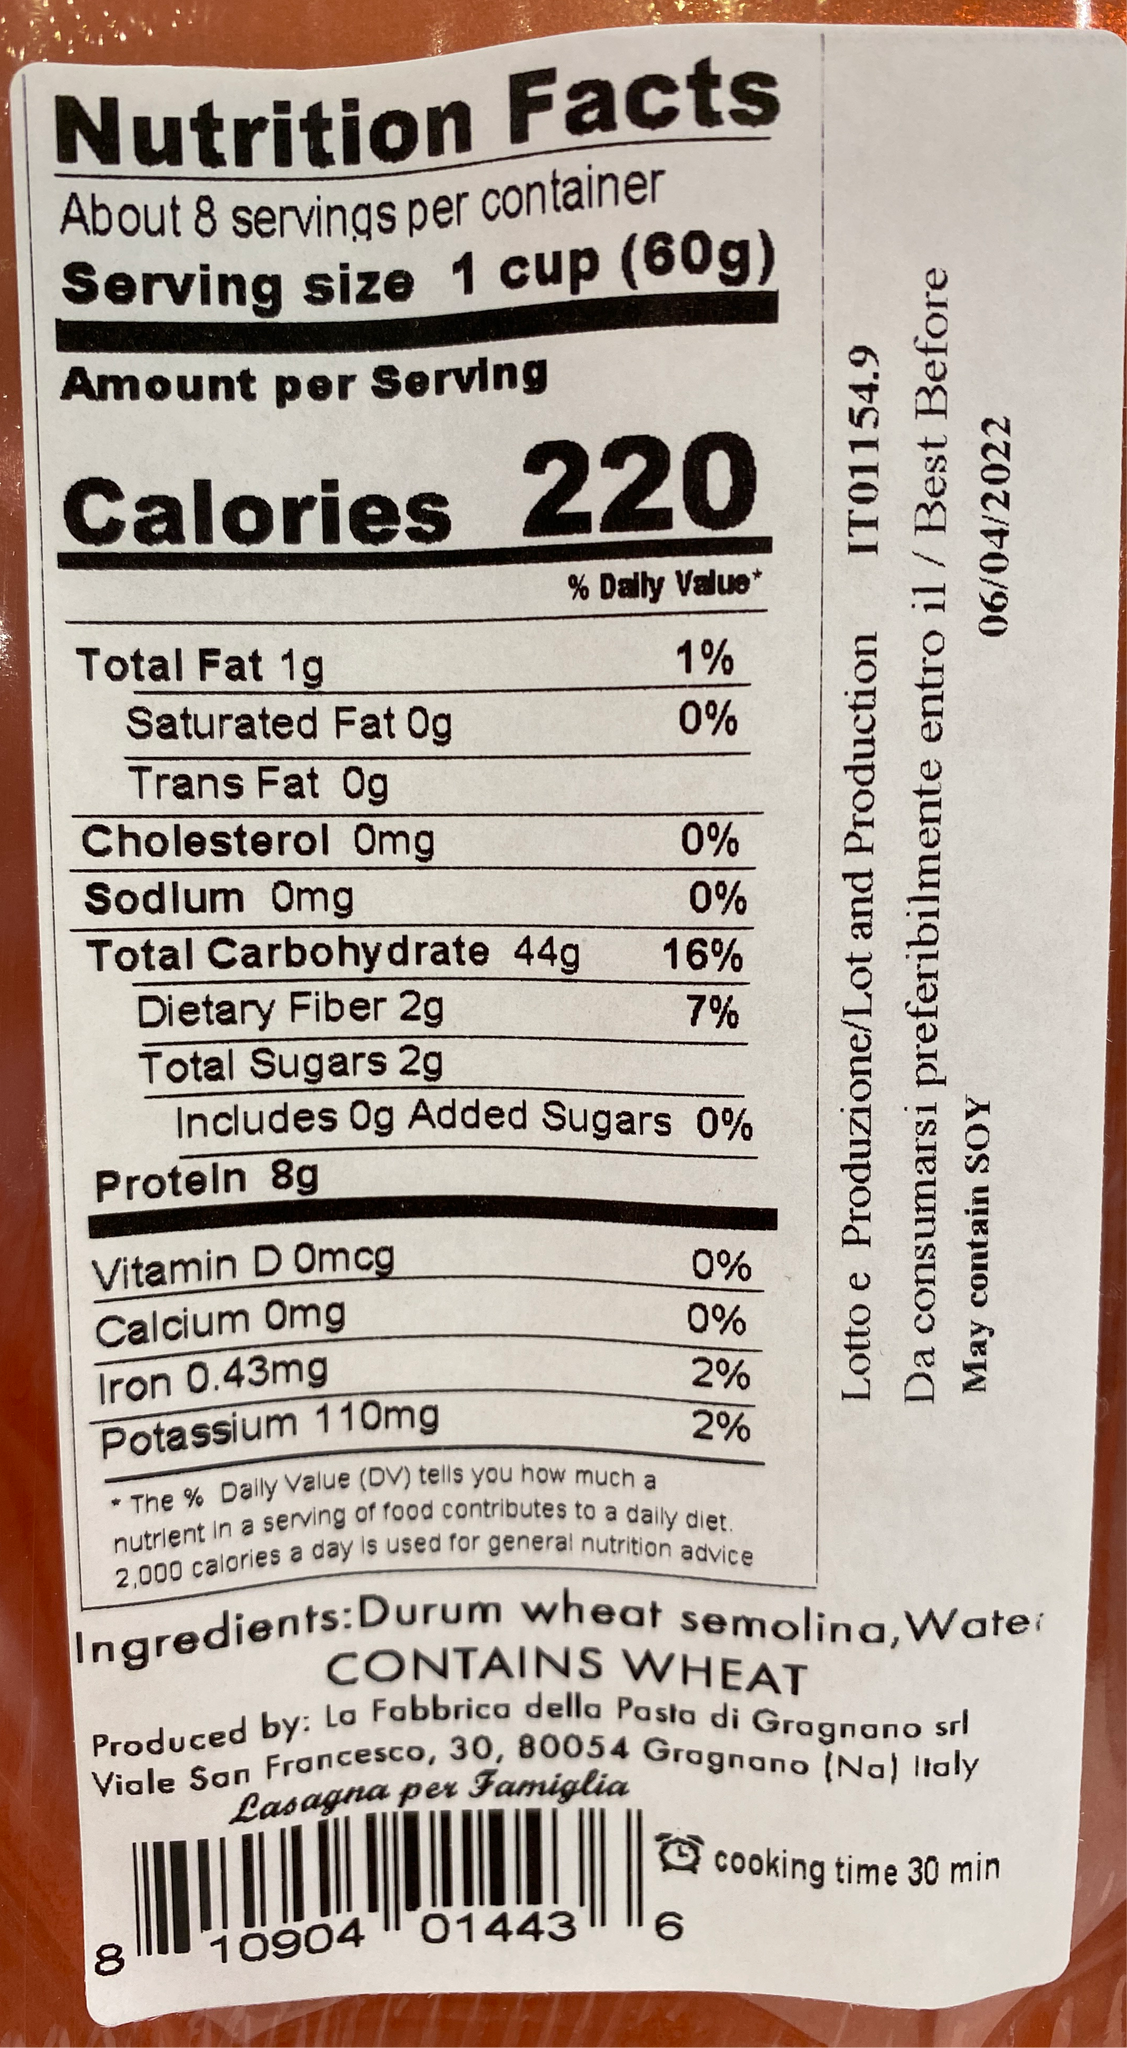 Nutrition Facts
About 8 servings per container
Serving size 1 cup (60g)
Amount per Serving
Calories 220
% Daily Value*
Total Fat 1g 1%
Saturated Fat 0g 0%
Trans Fat 0g
Cholesterol 0mg 0%
Sodium 0mg 0%
Total Carbohydrate 44g 16%
Dietary Fiber 2g 7%
Total Sugars 2g
Includes 0g Added Sugars 0%
Protein 8g
Vitamin D 0mcg 0%
Calcium 0mg 0%
Iron 0.43mg 2%
Potassium 110mg 2%
* The % Daily Value (DV) tells you how much a
nutrient in a serving of food contributes to a daily diet.
2,000 calories a day is used for general nutrition advice
Lotto e Produzione/Lot and Production IT01154.9
Da consumarsi preferibilmente entro il / Best Before
06/04/2022
May contain SOY
Ingredients: Durum wheat semolina, Water
CONTAINS WHEAT
Produced by: La Fabbrica della Pasta di Gragnano srl
Viale San Francesco, 30, 80054 Gragnano (Na) Italy
Lasagna per Famiglia
cooking time 30 min
8 10904 01443 6